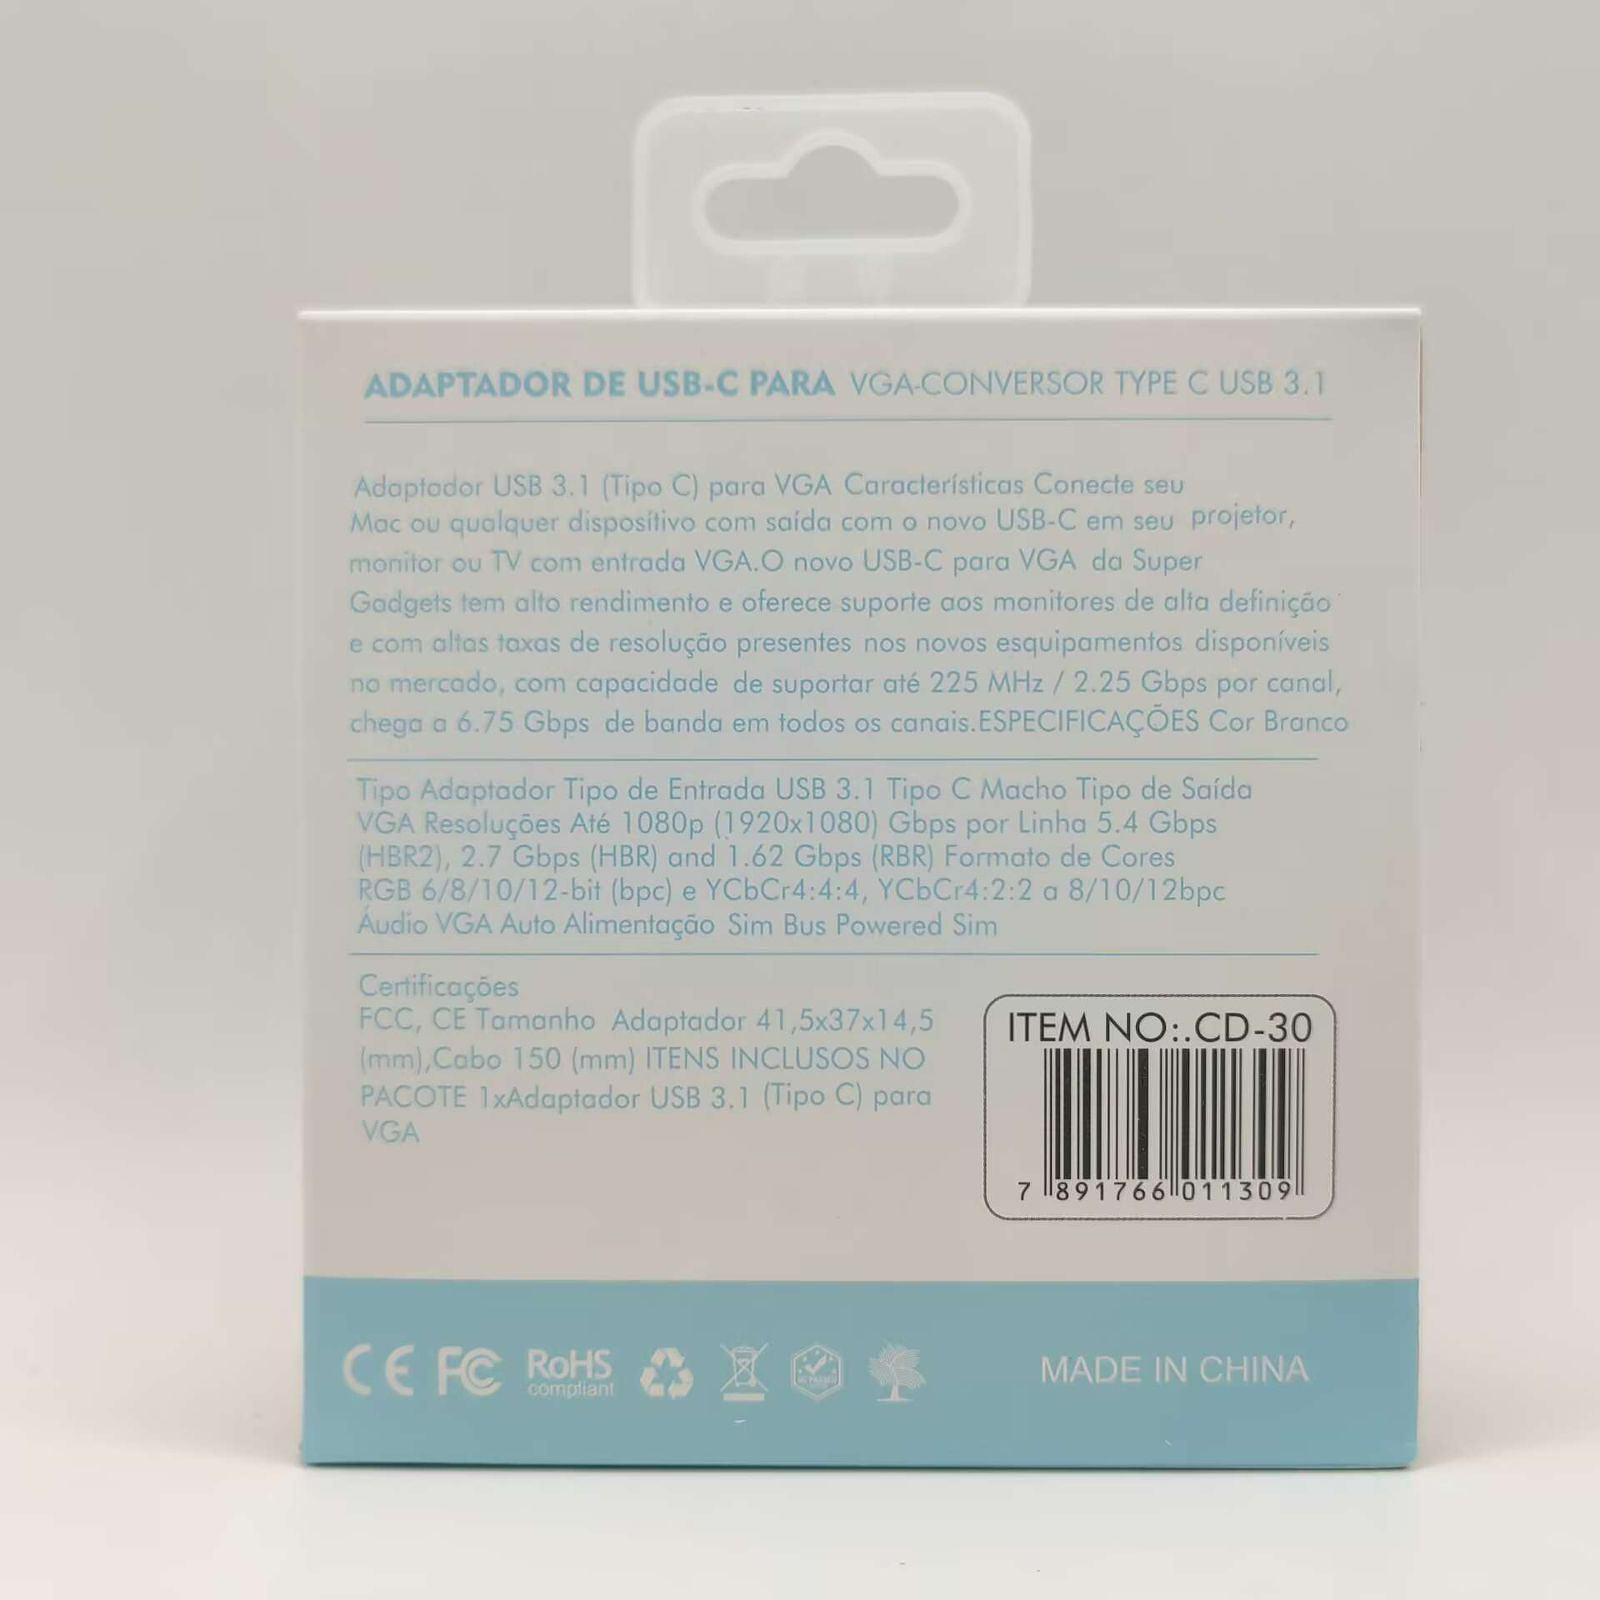 ADAPTADOR DE USB-C PARA VGA-CONVERSOR TYPE C USB 3.1
Adaptador USB 3.1 (Tipo C) para VGA Características Conecte seu
Mac ou qualquer dispositivo com saída com o novo USB-C em seu projetor,
monitor ou TV com entrada VGA.O novo USB-C para VGA da Super
Gadgets tem alto rendimento e oferece suporte aos monitores de alta definição
e com altas taxas de resolução presentes nos novos esquipamentos disponíveis
no mercado, com capacidade de suportar até 225 MHz / 2.25 Gbps por canal,
chega a 6.75 Gbps de banda em todos os canais.ESPECIFICAÇÕES Cor Branco
Tipo Adaptador Tipo de Entrada USB 3.1 Tipo C Macho Tipo de Saída
VGA Resoluções Até 1080p (1920x1080) Gbps por Linha 5.4 Gbps
(HBR2), 2.7 Gbps (HBR) and 1.62 Gbps (RBR) Formato de Cores
RGB 6/8/10/12-bit (bpc) e YCbCr4:4:4, YCbCr4:2:2 a 8/10/12bpc
Áudio VGA Auto Alimentação Sim Bus Powered Sim
Certificações
FCC, CE Tamanho Adaptador 41,5x37x14,5
(mm),Cabo 150 (mm) ITENS INCLUSOS NO
PACOTE 1xAdaptador USB 3.1 (Tipo C) para
VGA
ITEM NO:.CD-30
7 891766 011309
CE FC RoHS
compliant
MADE IN CHINA